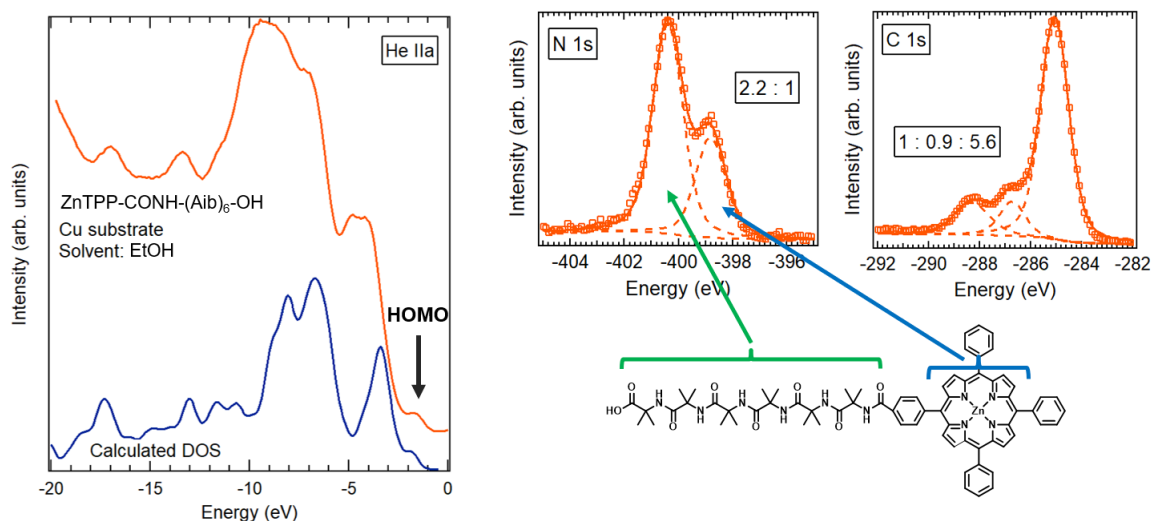 He IIa
Intensity (arb. units)
ZnTPP-CONH-(Aib)6-OH
Cu substrate
Solvent: EtOH
HOMO
Calculated DOS
-20 -15 -10 -5 0
Energy (eV)
N 1s
Intensity (arb. units)
2.2 : 1
-404 -402 -400 -398 -396
Energy (eV)
C 1s
Intensity (arb. units)
1 : 0.9 : 5.6
-292 -290 -288 -286 -284 -282
Energy (eV)
O O O O
HO N H N H N H N H N H N H
O O O
N N N N
Zn